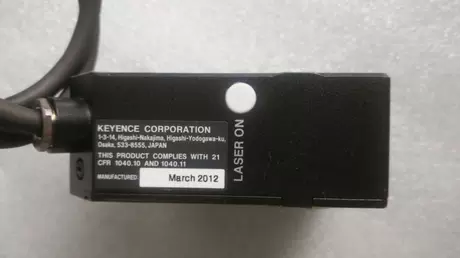 KEYENCE CORPORATION
1-3-14, Higashi-Nakajima, Higashi-Yodogawa-ku,
Osaka, 533-8555, JAPAN
THIS PRODUCT COMPLIES WITH 21
CFR 1040.10 AND 1040.11
MANUFACTURED March 2012
LASER ON